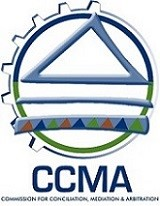 CCMA
COMMISSION FOR CONCILIATION, MEDIATION & ARBITRATION